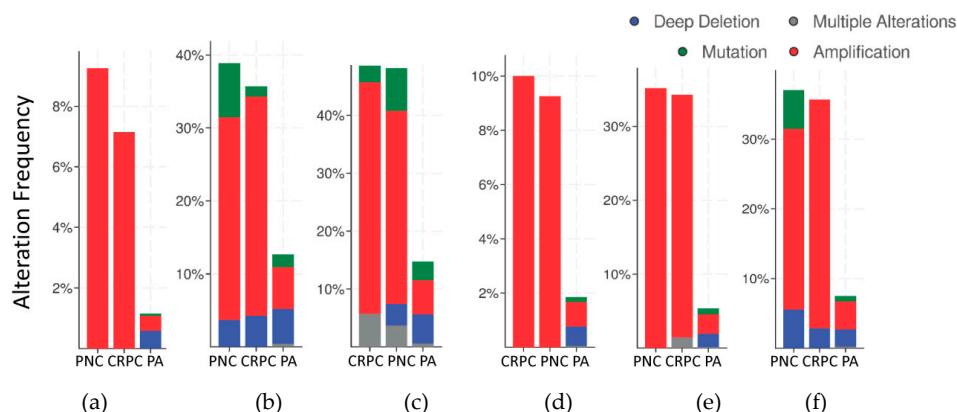 Deep Deletion Multiple Alterations
Mutation Amplification
Alteration Frequency
8%
6%
4%
2%
PNC CRPC PA
(a)
40%
30%
20%
10%
PNC CRPC PA
(b)
40%
30%
20%
10%
CRPC PNC PA
(c)
10%
8%
6%
4%
2%
CRPC PNC PA
(d)
30%
20%
10%
PNC CRPC PA
(e)
30%
20%
10%
PNC CRPC PA
(f)